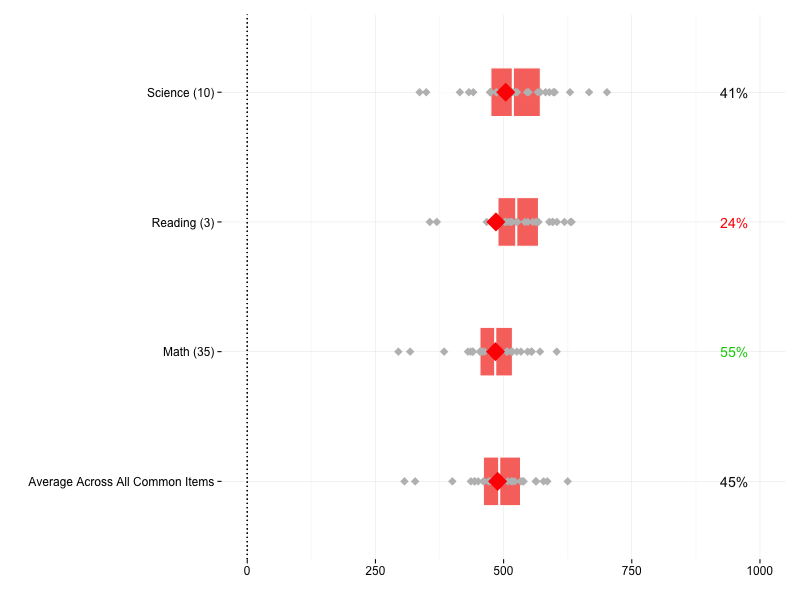 Science (10)
41%
Reading (3)
24%
Math (35)
55%
Average Across All Common Items
45%
0 250 500 750 1000